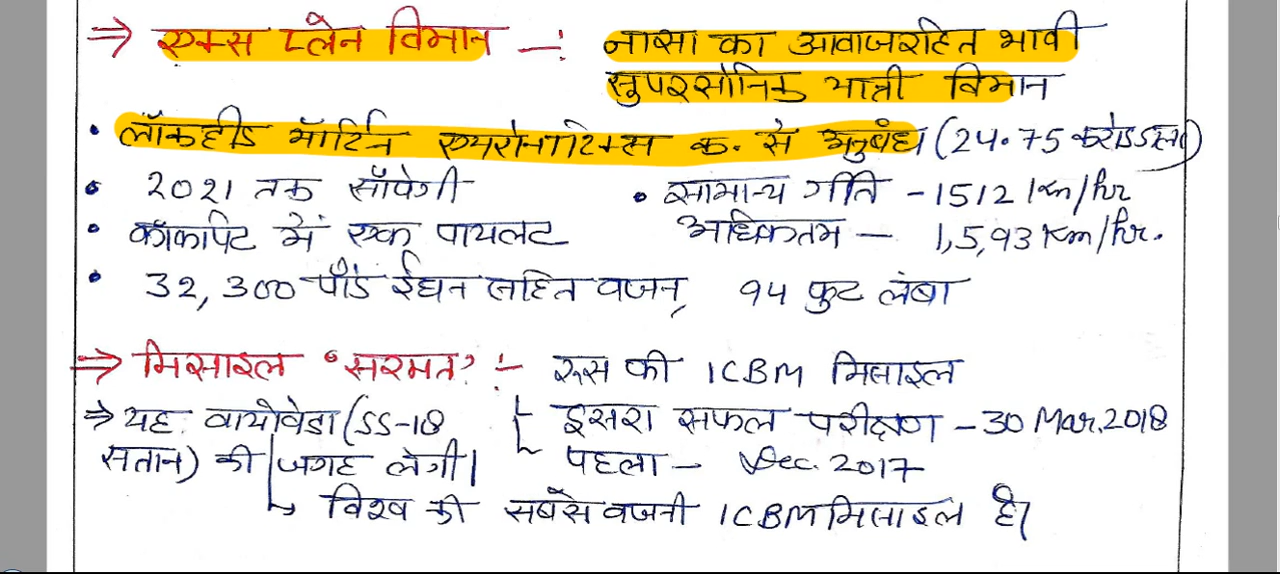 ⇒ एक्स प्लेन विमान —: नासा का आवाजरहित भावी
सुपरसोनिक यात्री विमान
• लॉकहीड मॉर्टिन एयरोनाटिक्स क. से अनुबंध (24.75 करोड डॉलर)
• 2021 तक सौंपेगी • सामान्य गति - 1512 km/hr
• कॉकपिट में एक पायलट अधिकतम — 1,5,93 Km/hr.
• 32,300 पौंड ईंधन सहित वजन, 94 फुट लंबा
⇒ मिसाइल "सरमत" :- रूस की ICBM मिसाइल
⇒ यह वायोवेडा (SS-18 दूसरा सफल परीक्षण - 30 Mar. 2018
सतान) की जगह लेगी। पहला - Dec. 2017
↳ विश्व की सबसे वजनी ICBM मिसाइल है।